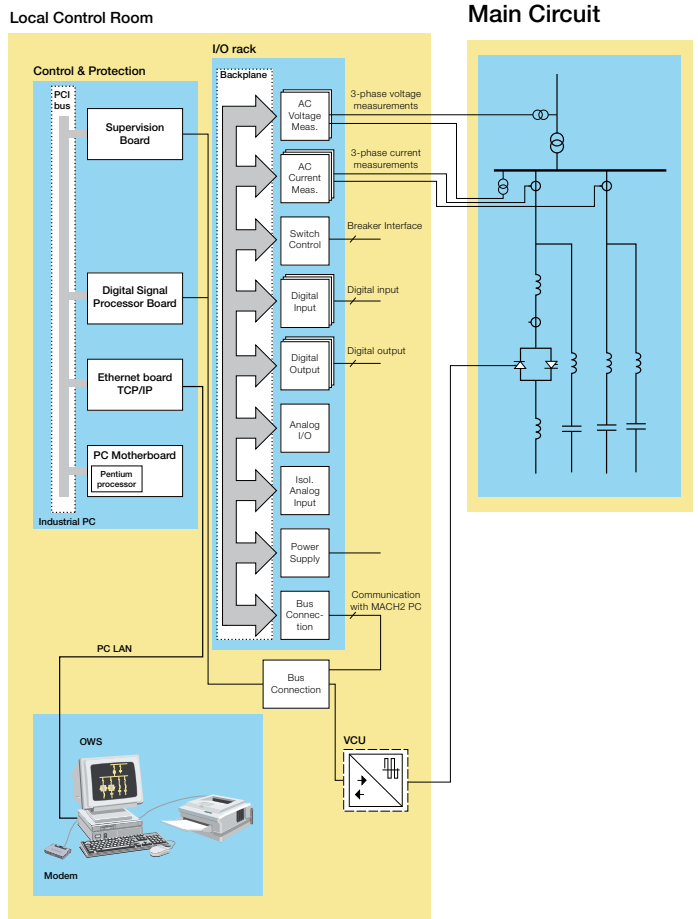 Local Control Room
Main Circuit
I/O rack
Control & Protection
Backplane
PCI
bus
Supervision
Board
Digital Signal
Processor Board
Ethernet board
TCP/IP
PC Motherboard
Pentium
processor
Industrial PC
AC
Voltage
Meas.
3-phase voltage
measurements
AC
Current
Meas.
3-phase current
measurements
Switch
Control
Breaker Interface
Digital
Input
Digital input
Digital
Output
Digital output
Analog
I/O
Isol.
Analog
Input
Power
Supply
Bus
Connec-
tion
Communication
with MACH2 PC
PC LAN
Bus
Connection
VCU
OWS
Modem